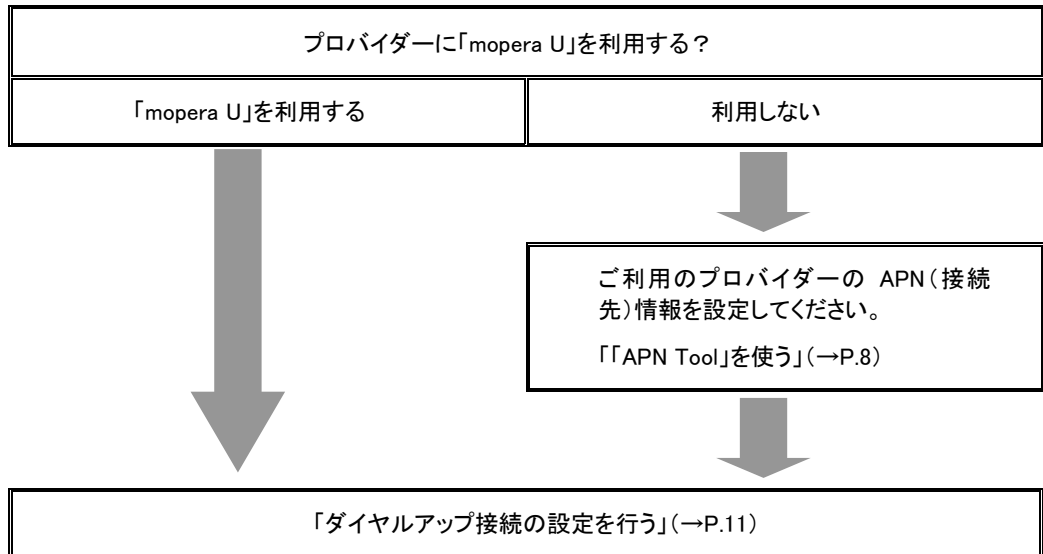 プロバイダーに「mopera U」を利用する？
「mopera U」を利用する
利用しない
ご利用のプロバイダーの APN（接続
先）情報を設定してください。
「「APN Tool」を使う」（→P.8）
「ダイヤルアップ接続の設定を行う」（→P.11）